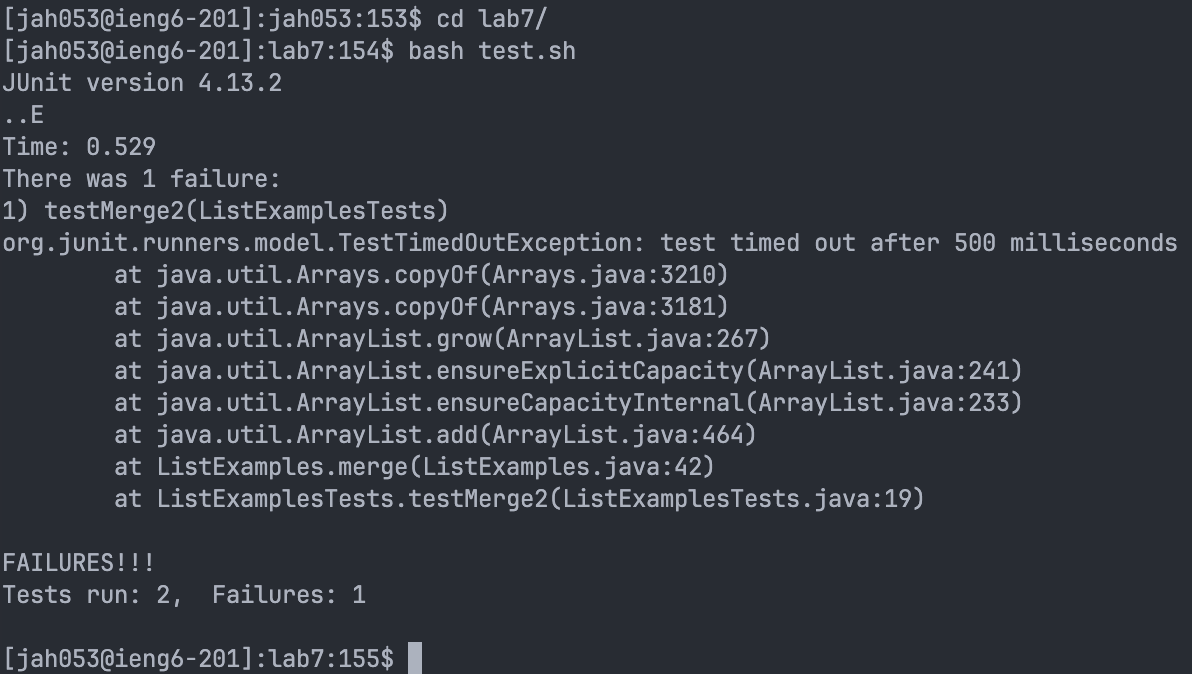 [jah053@ieng6-201]:jah053:153$ cd lab7/
[jah053@ieng6-201]:lab7:154$ bash test.sh
JUnit version 4.13.2
..E
Time: 0.529
There was 1 failure:
1) testMerge2(ListExamplesTests)
org.junit.runners.model.TestTimedOutException: test timed out after 500 milliseconds
        at java.util.Arrays.copyOf(Arrays.java:3210)
        at java.util.Arrays.copyOf(Arrays.java:3181)
        at java.util.ArrayList.grow(ArrayList.java:267)
        at java.util.ArrayList.ensureExplicitCapacity(ArrayList.java:241)
        at java.util.ArrayList.ensureCapacityInternal(ArrayList.java:233)
        at java.util.ArrayList.add(ArrayList.java:464)
        at ListExamples.merge(ListExamples.java:42)
        at ListExamplesTests.testMerge2(ListExamplesTests.java:19)

FAILURES!!!
Tests run: 2,  Failures: 1

[jah053@ieng6-201]:lab7:155$